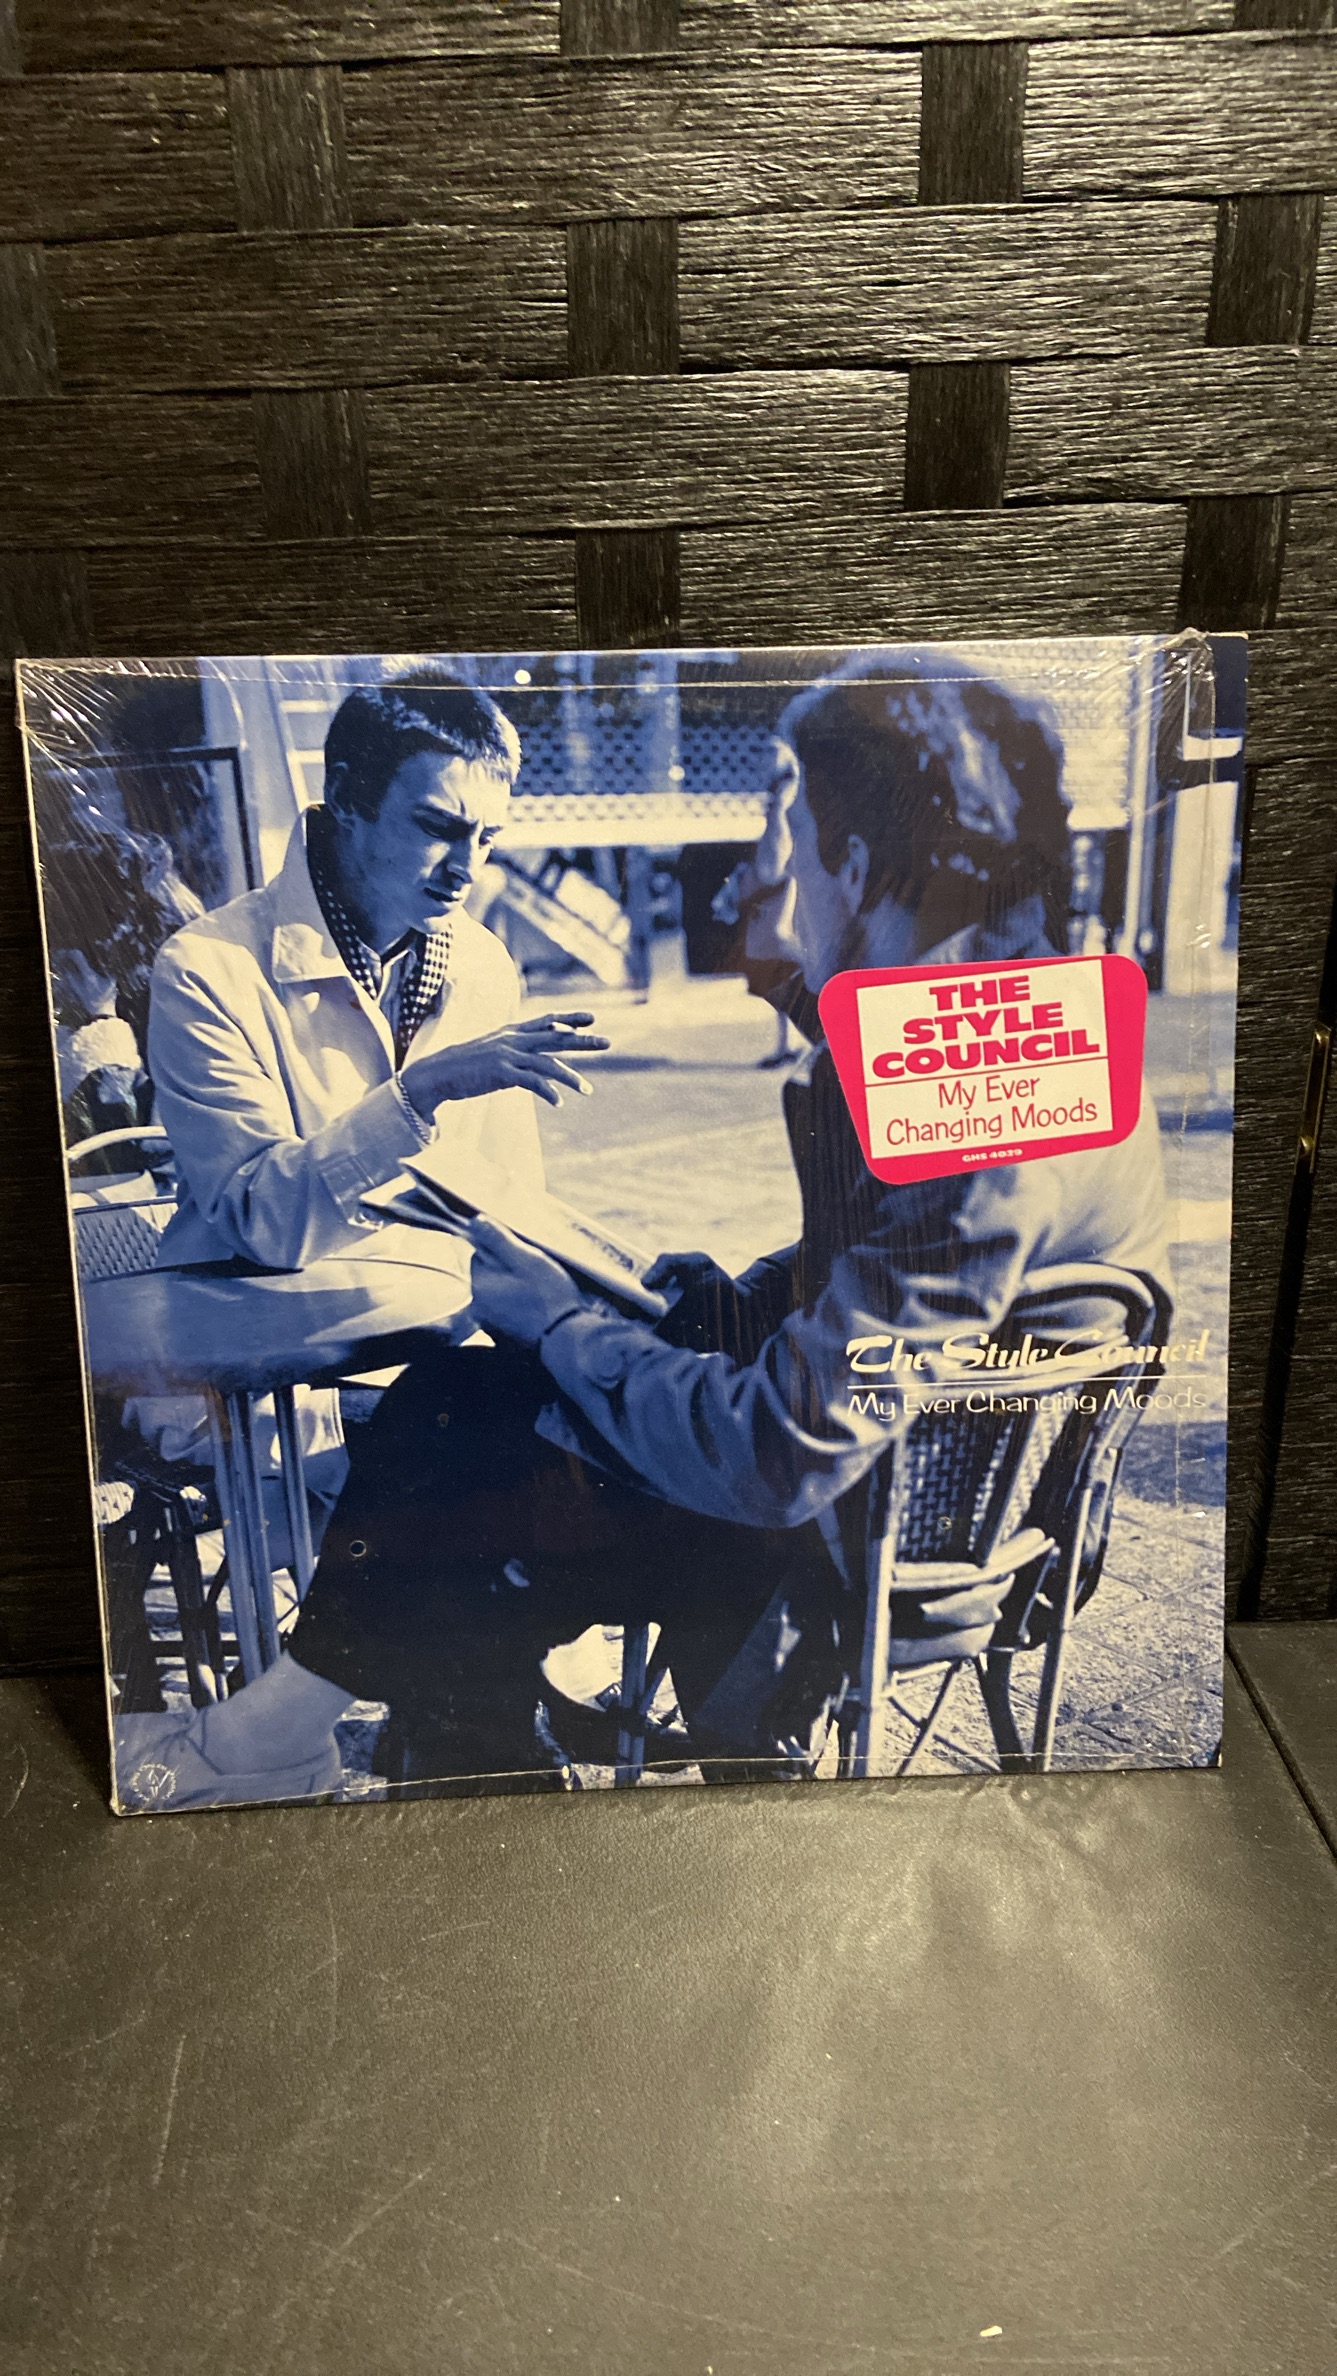 THE
STYLE
COUNCIL
My Ever
Changing Moods
GHS 4029
The Style Council
My Ever Changing Moods